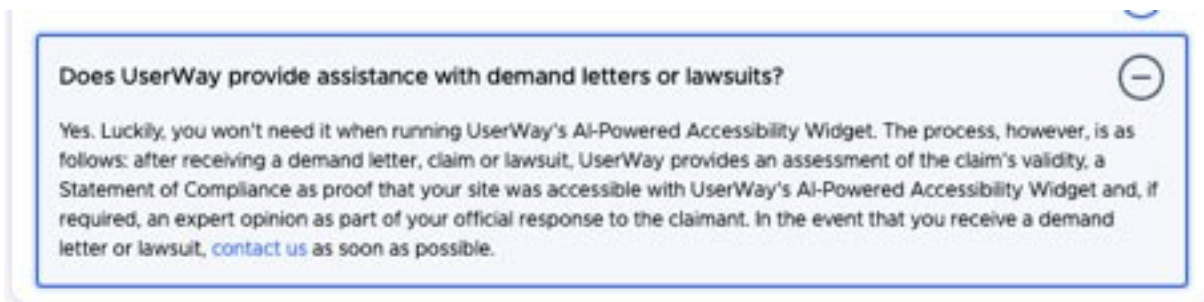 Does UserWay provide assistance with demand letters or lawsuits?
Yes. Luckily, you won't need it when running UserWay's AI-Powered Accessibility Widget. The process, however, is as
follows: after receiving a demand letter, claim or lawsuit, UserWay provides an assessment of the claim's validity, a
Statement of Compliance as proof that your site was accessible with UserWay's AI-Powered Accessibility Widget and, if
required, an expert opinion as part of your official response to the claimant. In the event that you receive a demand
letter or lawsuit, contact us as soon as possible.